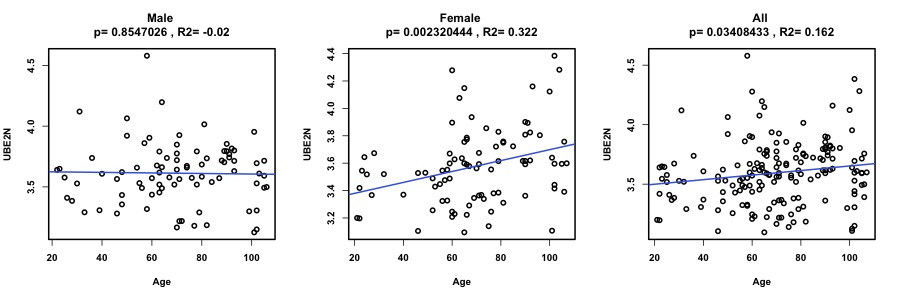 Male
p= 0.8547026 , R2= -0.02
UBE2N
4.5
4.0
3.5
20 40 60 80 100
Age
Female
p= 0.002320444 , R2= 0.322
UBE2N
4.4
4.2
4.0
3.8
3.6
3.4
3.2
20 40 60 80 100
Age
All
p= 0.03408433 , R2= 0.162
UBE2N
4.5
4.0
3.5
20 40 60 80 100
Age